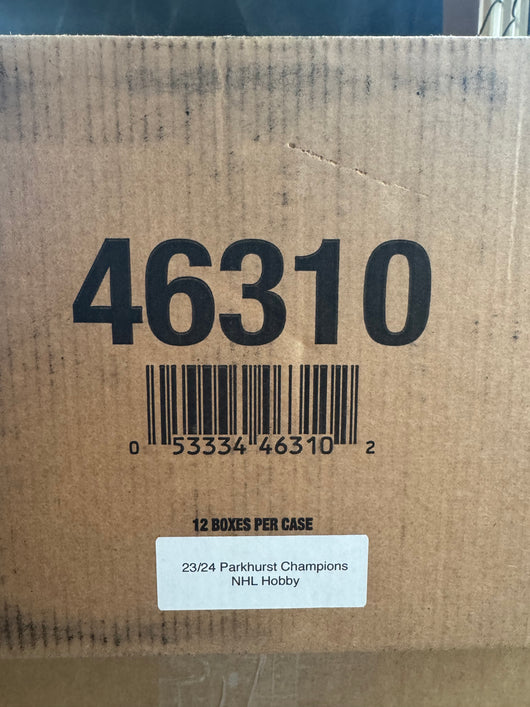 46310
0 53334 46310 2
12 BOXES PER CASE
23/24 Parkhurst Champions
NHL Hobby